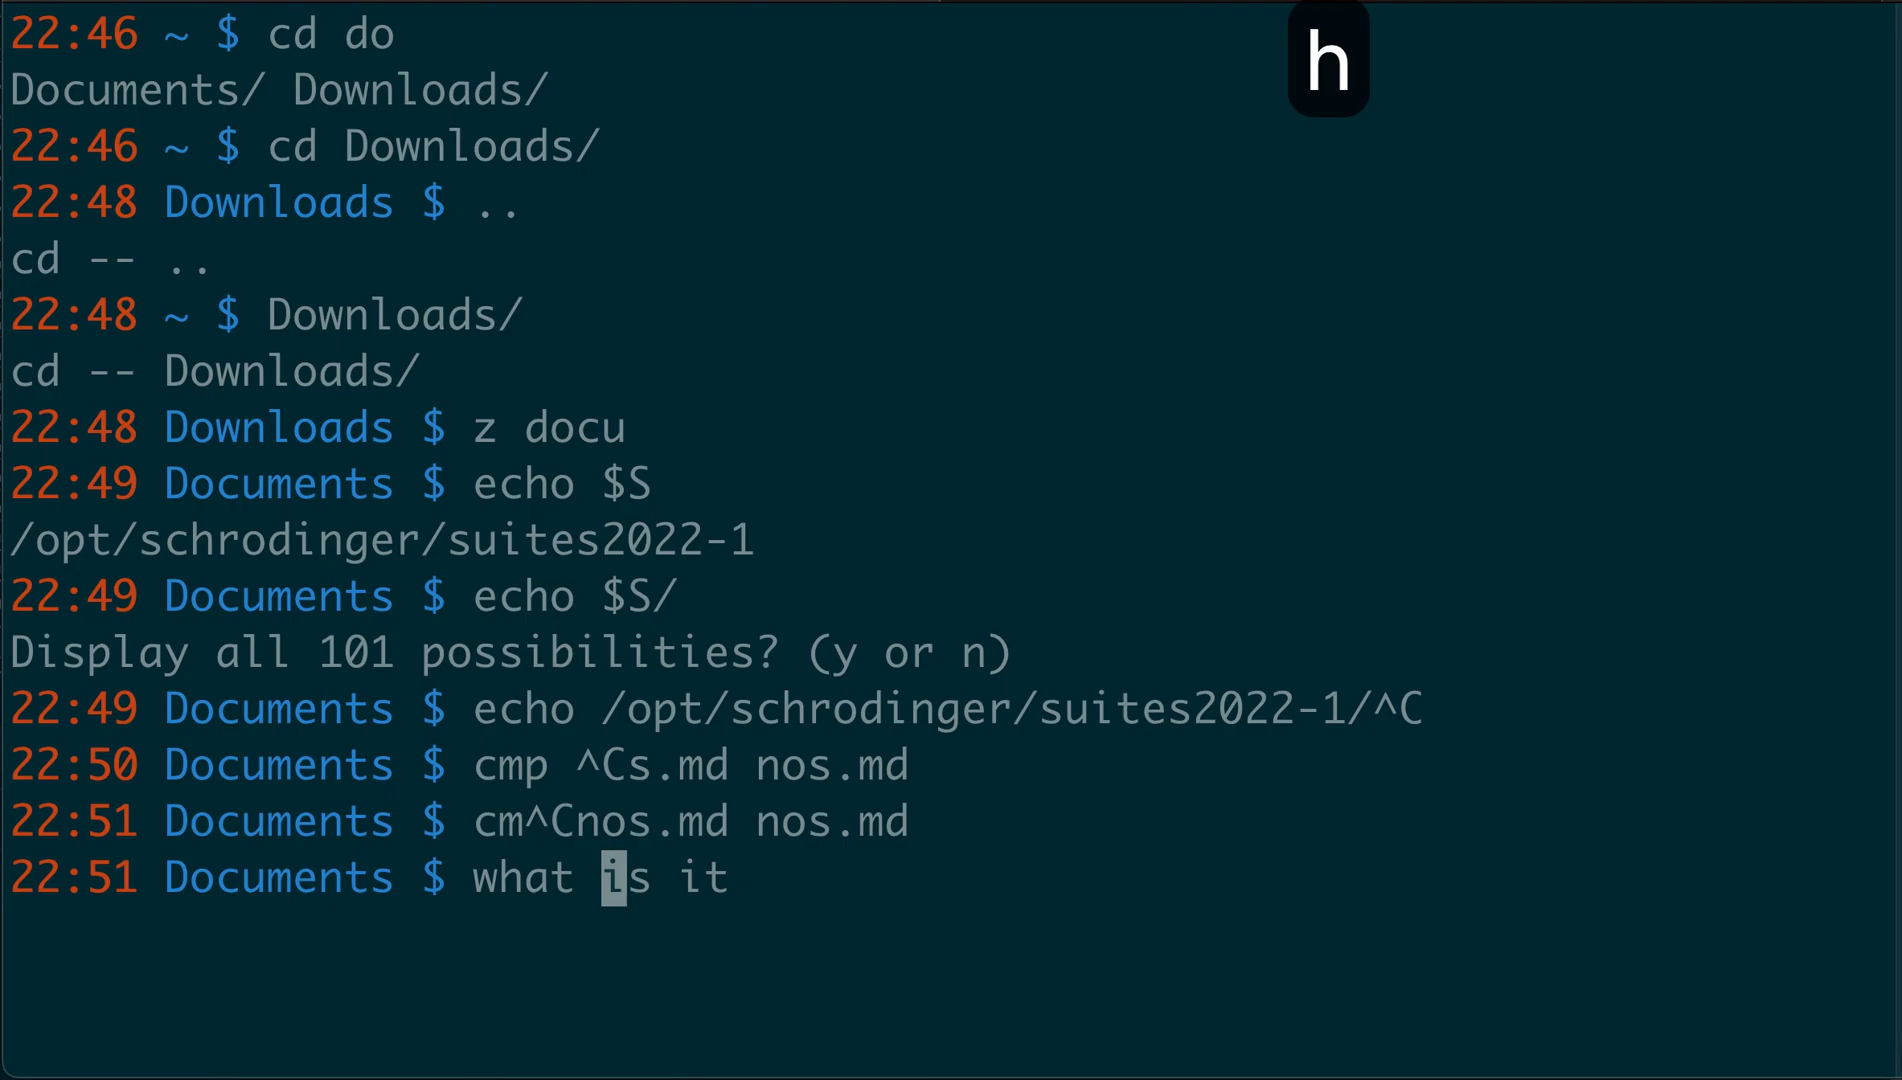 22:46 ~ $ cd do
h
Documents/ Downloads/
22:46 ~ $ cd Downloads/
22:48 Downloads $ ..
cd -- ..
22:48 ~ $ Downloads/
cd -- Downloads/
22:48 Downloads $ z docu
22:49 Documents $ echo $S
/opt/schrodinger/suites2022-1
22:49 Documents $ echo $S/
Display all 101 possibilities? (y or n)
22:49 Documents $ echo /opt/schrodinger/suites2022-1/^C
22:50 Documents $ cmp ^Cs.md nos.md
22:51 Documents $ cm^Cnos.md nos.md
22:51 Documents $ what is it